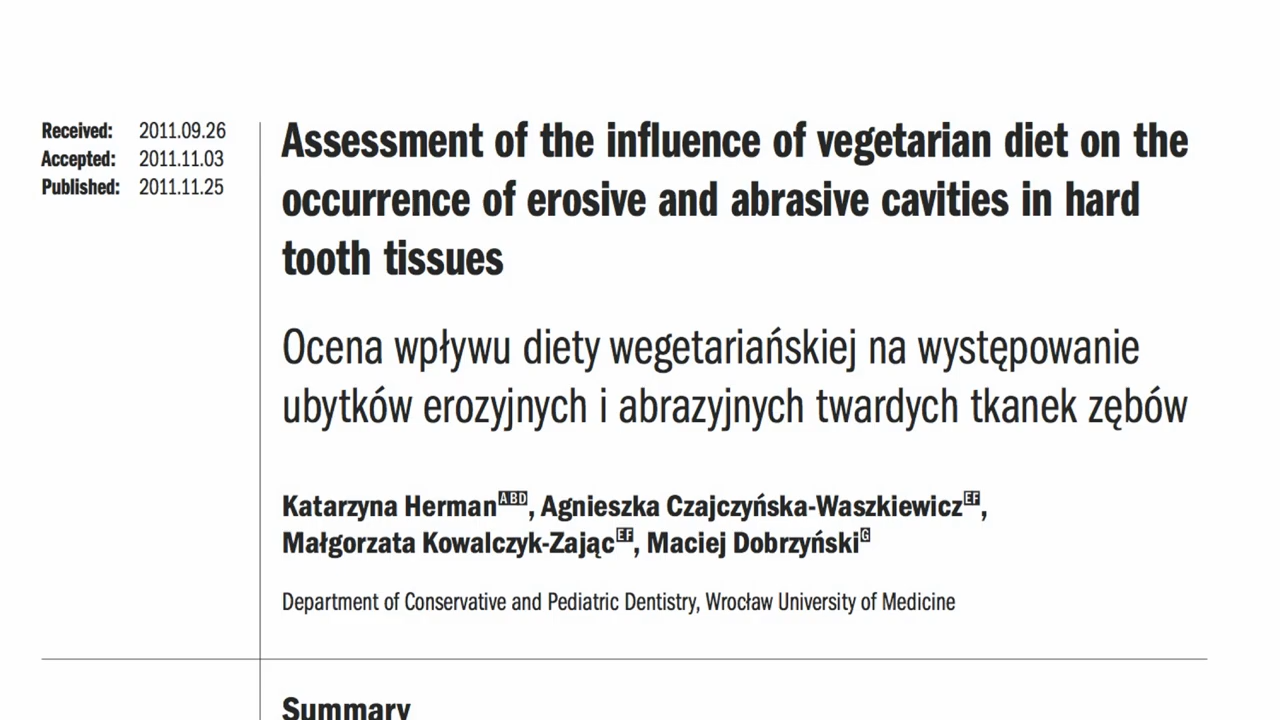 Received: 2011.09.26
Accepted: 2011.11.03
Published: 2011.11.25
Assessment of the influence of vegetarian diet on the
occurrence of erosive and abrasive cavities in hard
tooth tissues
Ocena wpływu diety wegetariańskiej na występowanie
ubytków erozyjnych i abrazyjnych twardych tkanek zębów
Katarzyna Herman ABD, Agnieszka Czajczyńska-Waszkiewicz EF,
Małgorzata Kowalczyk-Zając EF, Maciej Dobrzyński G
Department of Conservative and Pediatric Dentistry, Wrocław University of Medicine
Summary